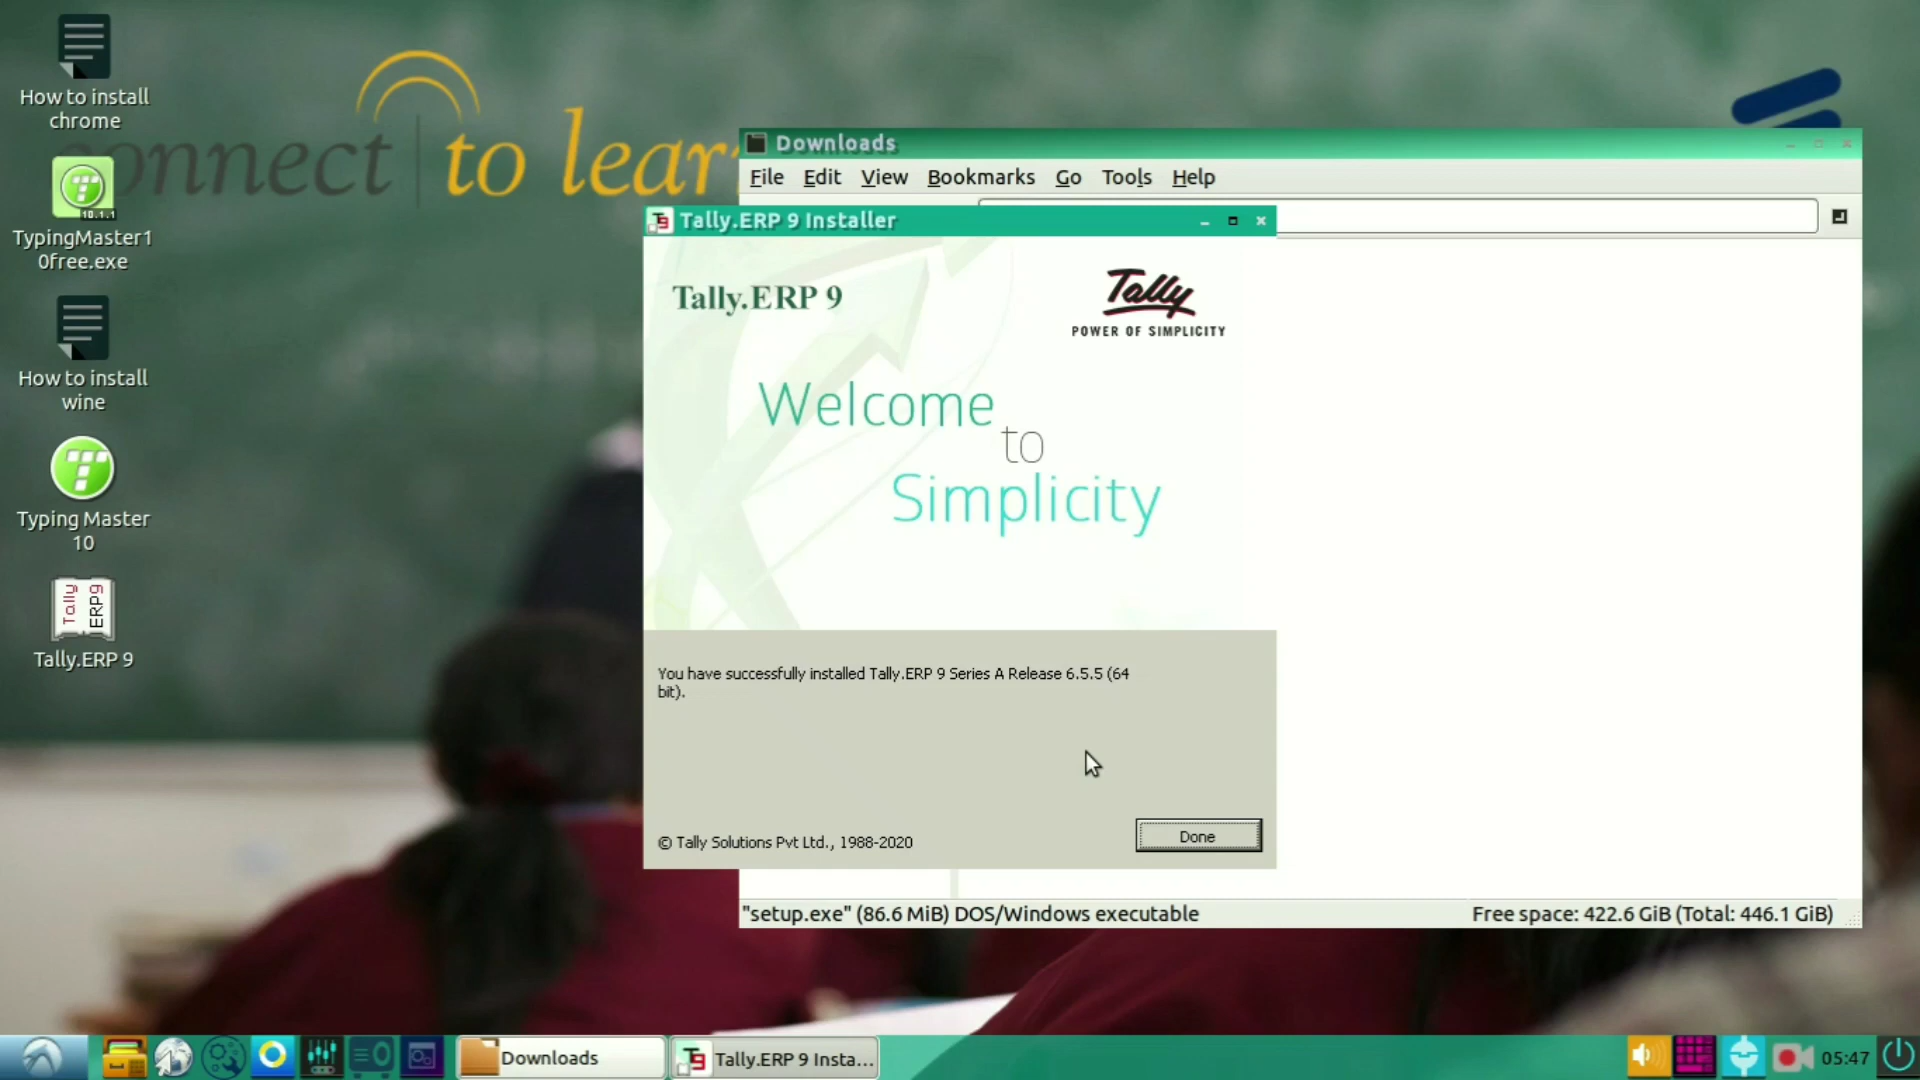 How to install
chrome
TypingMaster1
0free.exe
10.1.1
How to install
wine
Typing Master
10
Tally
ERP9
Tally.ERP 9
connect to lear
Downloads
File Edit View Bookmarks Go Tools Help
Tally.ERP 9 Installer
Tally.ERP 9
Tally
POWER OF SIMPLICITY
Welcome
to
Simplicity
You have successfully installed Tally.ERP 9 Series A Release 6.5.5 (64
bit).
© Tally Solutions Pvt Ltd., 1988-2020
Done
"setup.exe" (86.6 MiB) DOS/Windows executable
Free space: 422.6 GiB (Total: 446.1 GiB)
Downloads
Tally.ERP 9 Insta...
05:47